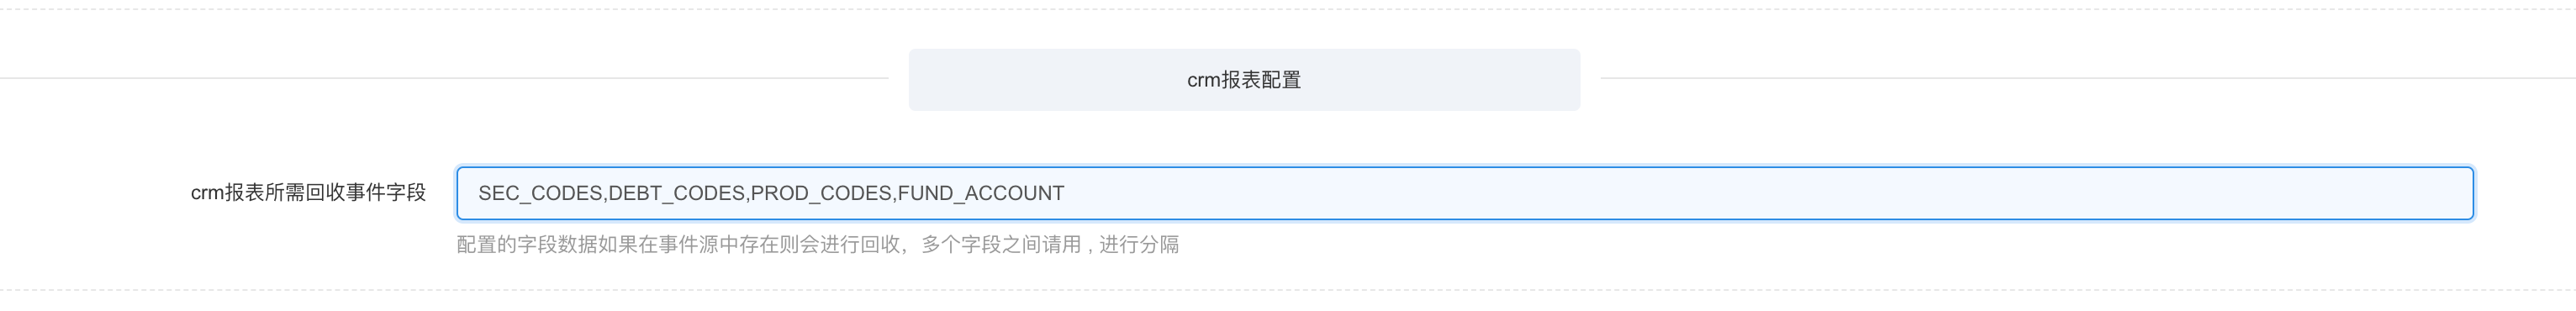 crm报表配置
crm报表所需回收事件字段
SEC_CODES,DEBT_CODES,PROD_CODES,FUND_ACCOUNT
配置的字段数据如果在事件源中存在则会进行回收，多个字段之间请用 , 进行分隔